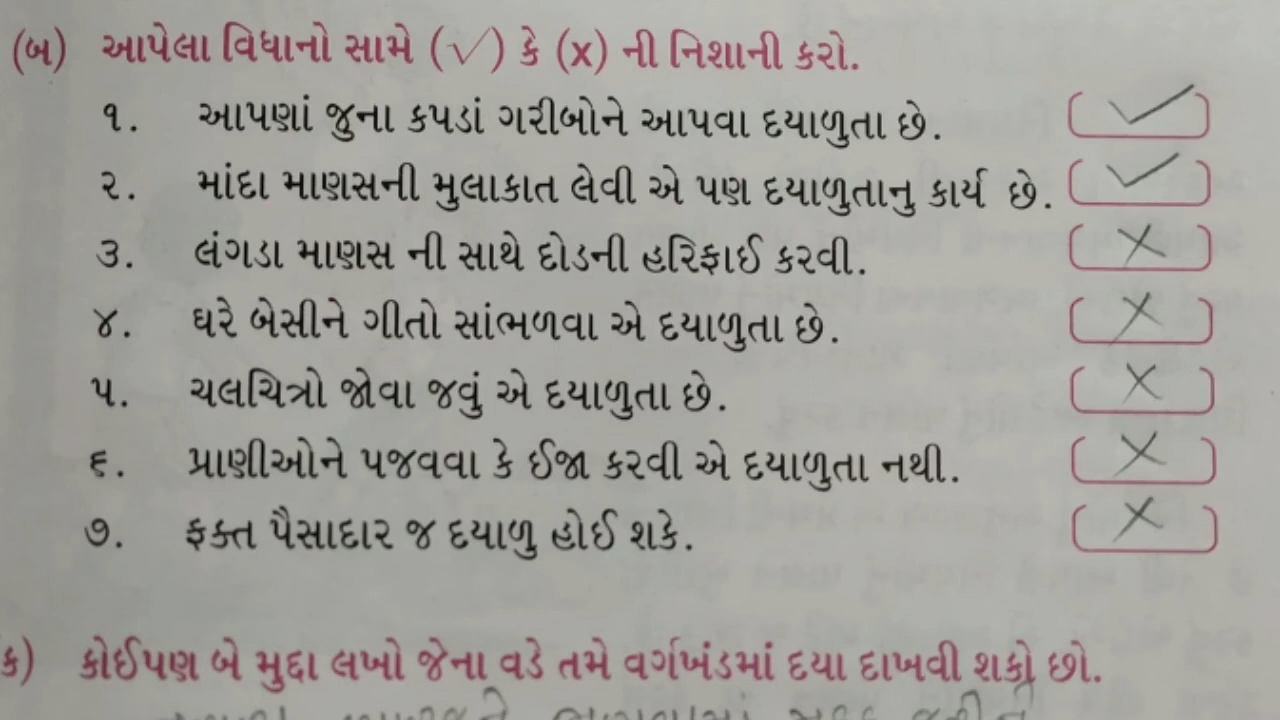 (બ) આપેલા વિધાનો સામે (√) કે (x) ની નિશાની કરો.
૧. આપણાં જુના કપડાં ગરીબોને આપવા દયાળુતા છે. ✓
૨. માંદા માણસની મુલાકાત લેવી એ પણ દયાળુતાનુ કાર્ય છે. ✓
૩. લંગડા માણસ ની સાથે દોડની હરિફાઈ કરવી. ×
૪. ઘરે બેસીને ગીતો સાંભળવા એ દયાળુતા છે. ×
૫. ચલચિત્રો જોવા જવું એ દયાળુતા છે. ×
૬. પ્રાણીઓને પજવવા કે ઈજા કરવી એ દયાળુતા નથી. ×
૭. ફક્ત પૈસાદાર જ દયાળુ હોઈ શકે. ×
ક) કોઈપણ બે મુદ્દા લખો જેના વડે તમે વર્ગખંડમાં દયા દાખવી શકો છો.